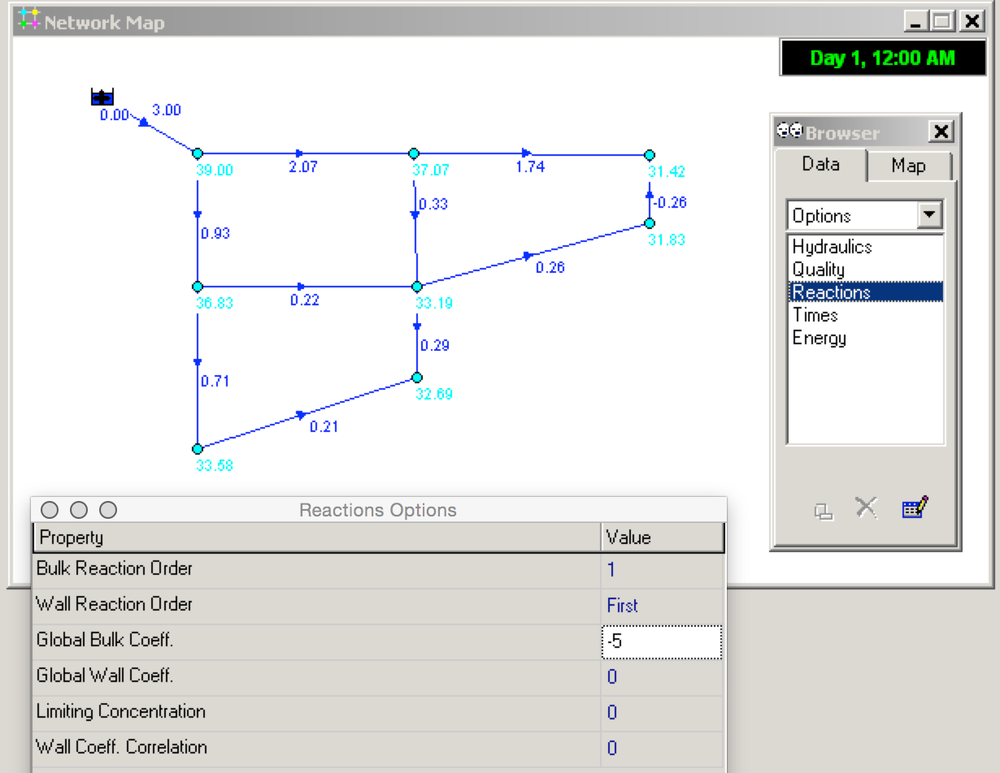 Network Map
Day 1, 12:00 AM
0.00
3.00
39.00
2.07
37.07
1.74
31.42
0.93
0.33
-0.26
31.83
0.26
36.83
0.22
33.19
0.29
0.71
32.69
0.21
33.58
Browser
Data Map
Options
Hydraulics
Quality
Reactions
Times
Energy
Reactions Options
Property Value
Bulk Reaction Order 1
Wall Reaction Order First
Global Bulk Coeff. -5
Global Wall Coeff. 0
Limiting Concentration 0
Wall Coeff. Correlation 0